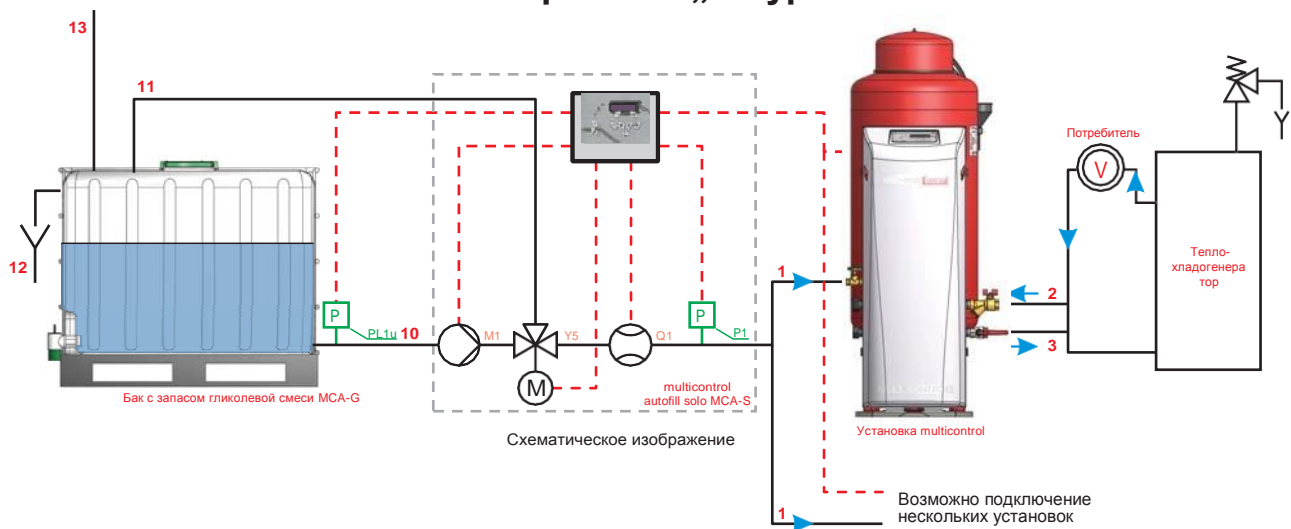 13
11
12
10
PL1u
P
M1
Y5
M
Q1
P
P1
multicontrol
autofill solo MCA-S
Бак с запасом гликолевой смеси MCA-G
Схематическое изображение
1
1
2
3
Установка multicontrol
Потребитель
V
Тепло-
хладогенера
тор
Возможно подключение
нескольких установок